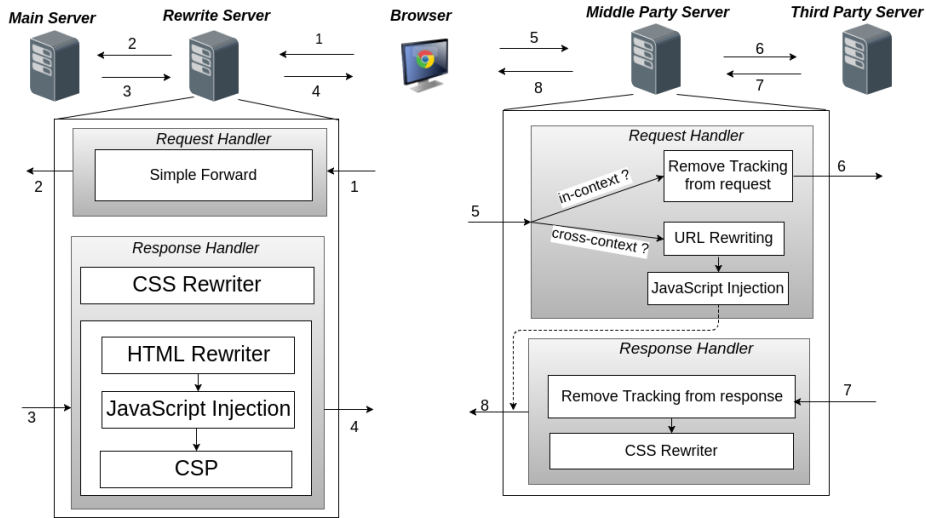 Main Server
Rewrite Server
Browser
Middle Party Server
Third Party Server
2
3
1
4
5
8
6
7
Request Handler
Simple Forward
2
1
Response Handler
CSS Rewriter
HTML Rewriter
JavaScript Injection
CSP
3
4
Request Handler
in-context ?
Remove Tracking
from request
6
5
cross-context ?
URL Rewriting
JavaScript Injection
Response Handler
Remove Tracking from response
7
8
CSS Rewriter